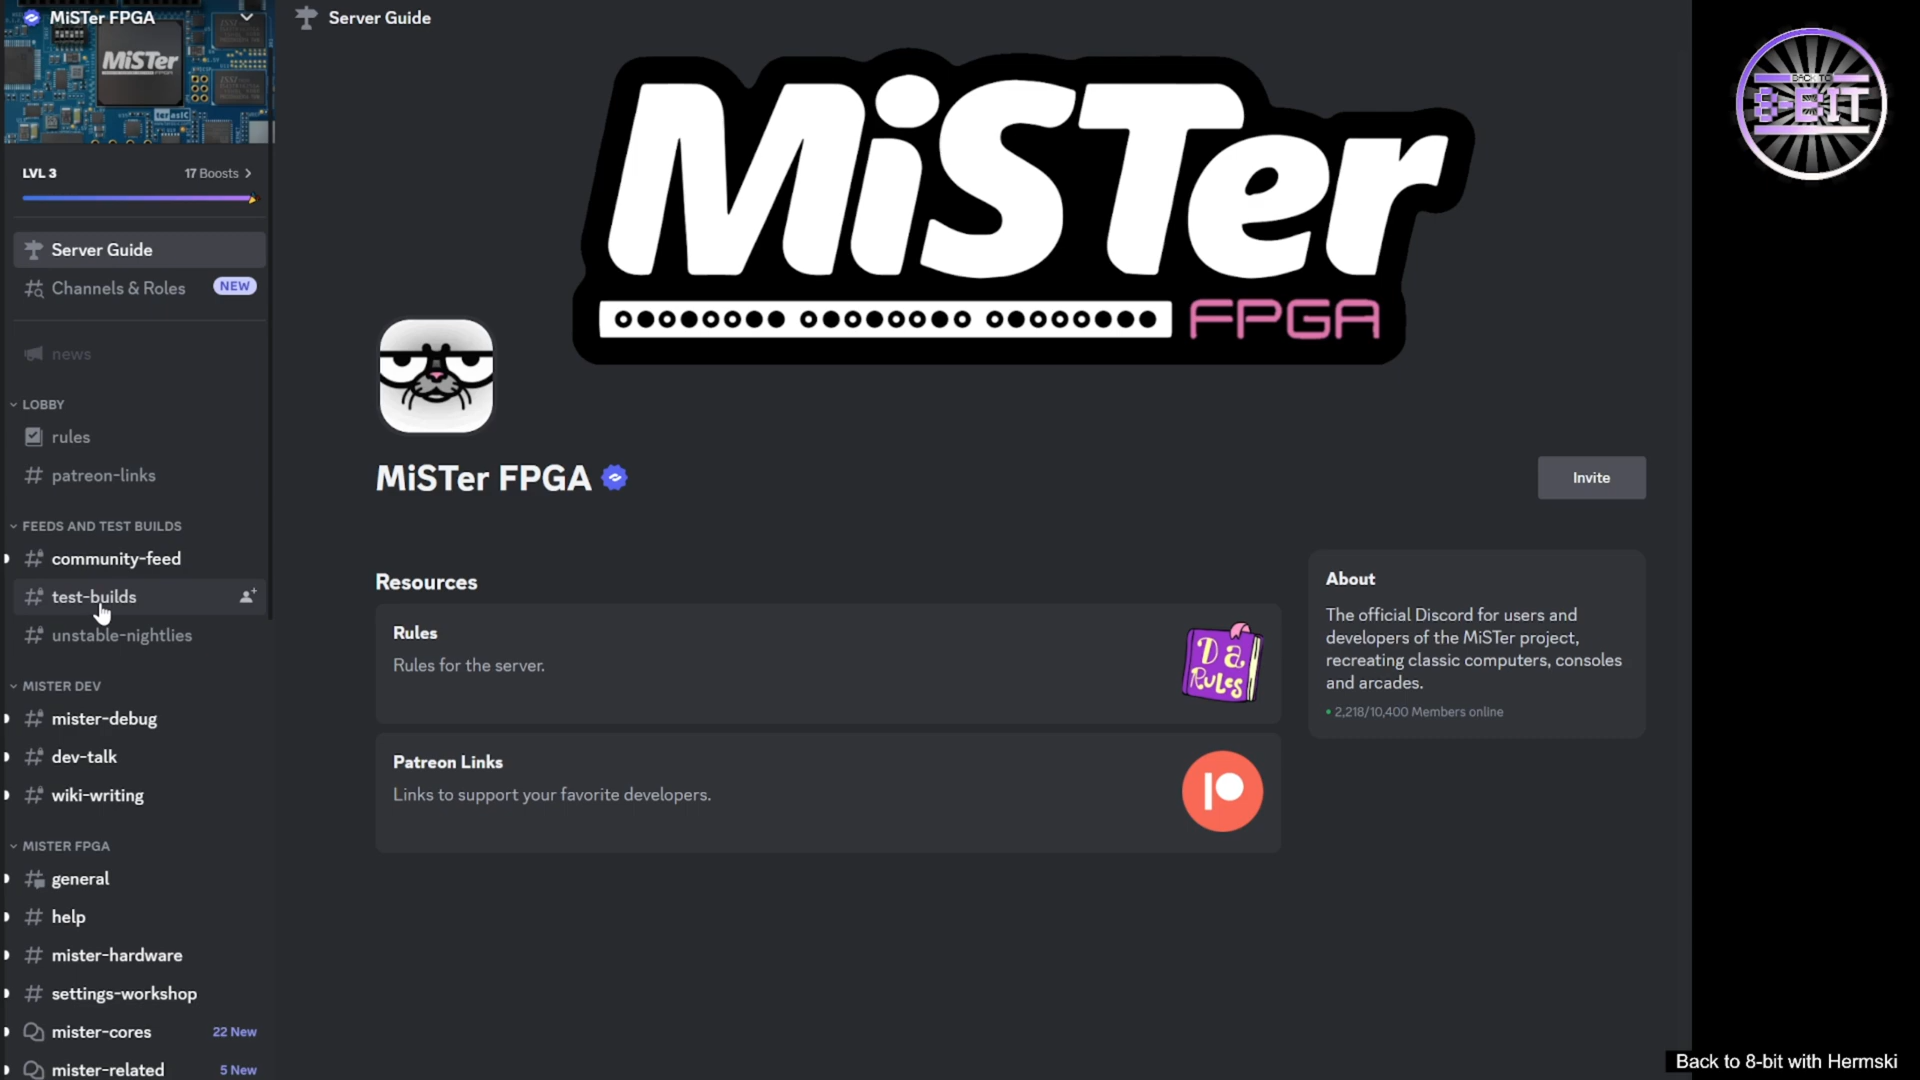 MiSTer FPGA
MiSTer
FPGA
terasIC
LVL 3
17 Boosts
Server Guide
Channels & Roles
NEW
news
LOBBY
rules
patreon-links
FEEDS AND TEST BUILDS
community-feed
test-builds
unstable-nightlies
MISTER DEV
mister-debug
dev-talk
wiki-writing
MISTER FPGA
general
help
mister-hardware
settings-workshop
mister-cores
22 New
mister-related
5 New
Server Guide
MiSTer
FPGA
MiSTer FPGA
Invite
Resources
Rules
Rules for the server.
Da
RuLes
Patreon Links
Links to support your favorite developers.
About
The official Discord for users and
developers of the MiSTer project,
recreating classic computers, consoles
and arcades.
2,218/10,400 Members online
BACK TO
8-BIT
Back to 8-bit with Hermski